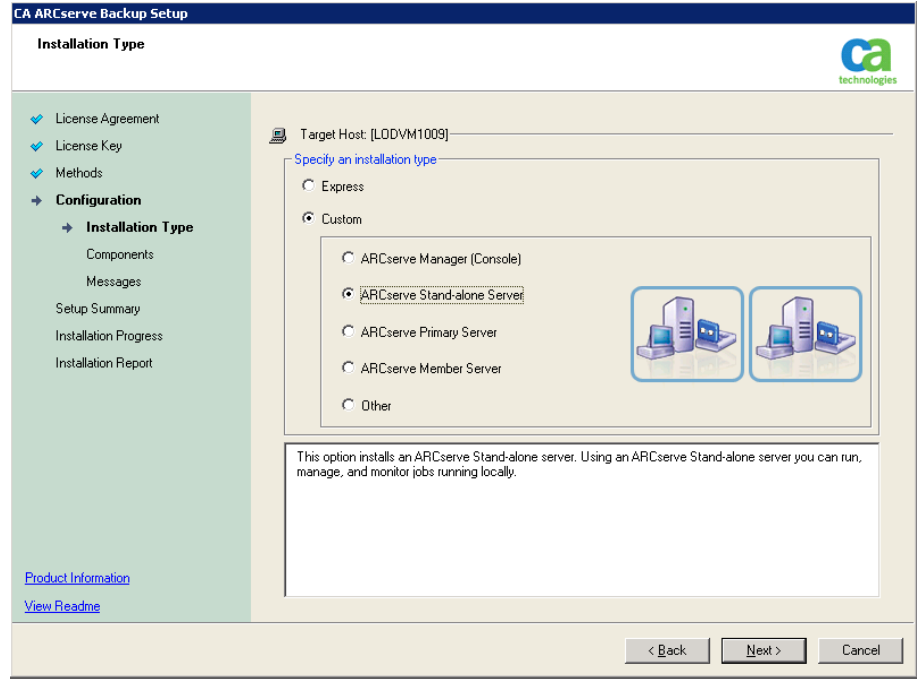 CA ARCserve Backup Setup
Installation Type
ca
technologies
License Agreement
License Key
Methods
Configuration
Installation Type
Components
Messages
Setup Summary
Installation Progress
Installation Report
Product Information
View Readme
Target Host: [LODVM1009]
Specify an installation type
Express
Custom
ARCserve Manager (Console)
ARCserve Stand-alone Server
ARCserve Primary Server
ARCserve Member Server
Other
This option installs an ARCserve Stand-alone server. Using an ARCserve Stand-alone server you can run,
manage, and monitor jobs running locally.
< Back
Next >
Cancel